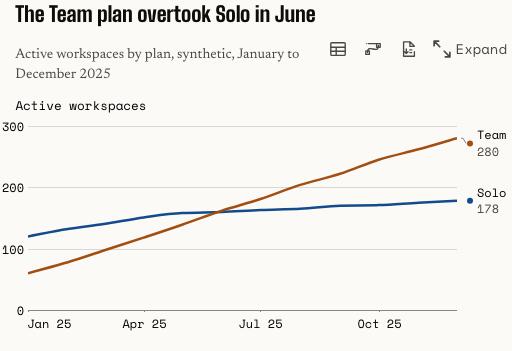 The Team plan overtook Solo in June
Active workspaces by plan, synthetic, January to
December 2025
Expand
Active workspaces
300
200
100
0
Team
280
Solo
178
Jan 25
Apr 25
Jul 25
Oct 25